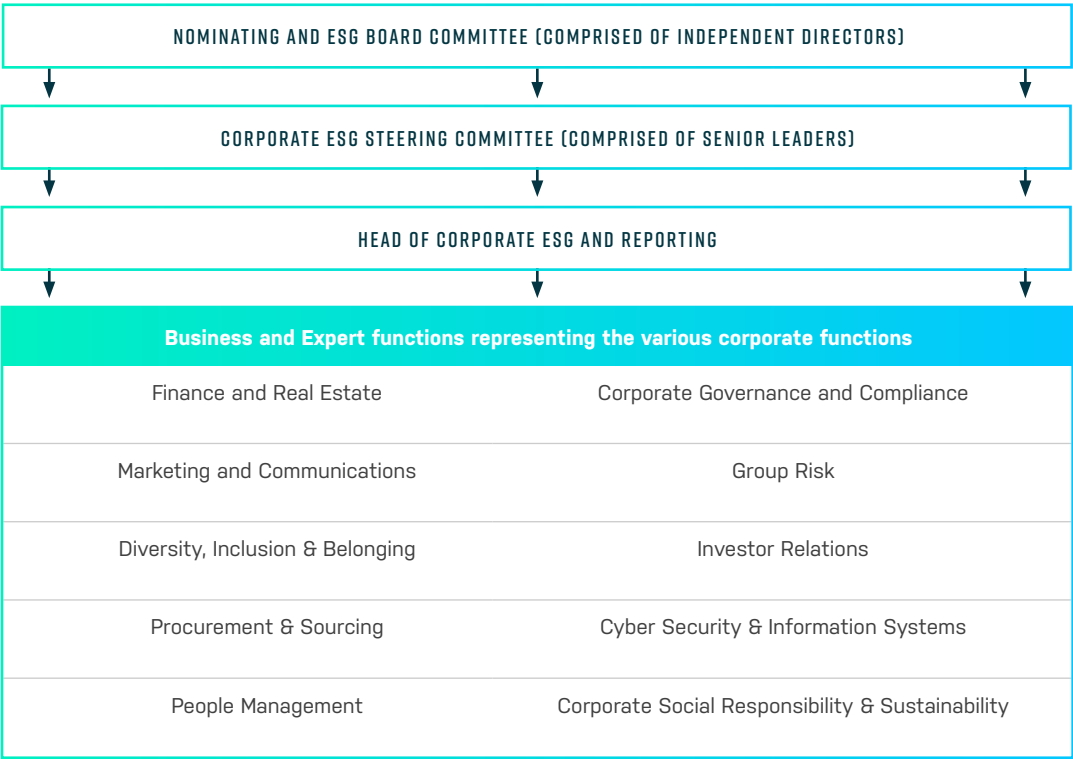 NOMINATING AND ESG BOARD COMMITTEE (COMPRISED OF INDEPENDENT DIRECTORS)
CORPORATE ESG STEERING COMMITTEE (COMPRISED OF SENIOR LEADERS)
HEAD OF CORPORATE ESG AND REPORTING
Business and Expert functions representing the various corporate functions
Finance and Real Estate
Corporate Governance and Compliance
Marketing and Communications
Group Risk
Diversity, Inclusion & Belonging
Investor Relations
Procurement & Sourcing
Cyber Security & Information Systems
People Management
Corporate Social Responsibility & Sustainability